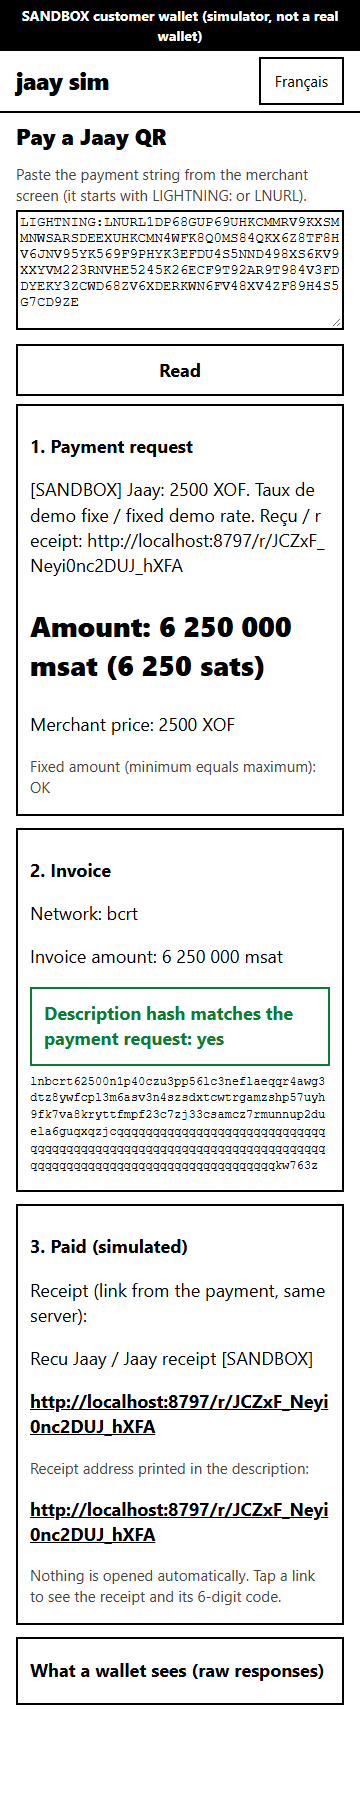 SANDBOX customer wallet (simulator, not a real
wallet)
jaay sim
Français
Pay a Jaay QR
Paste the payment string from the merchant
screen (it starts with LIGHTNING: or LNURL).
LIGHTNING:LNURL1DP68GUP69UHKCMMRV9KXSM
MNWSARSDEEXUHKCMN4WFK8Q0MS84QKX6Z8TF8H
V6JNV95YK569F9PHYK3EFDU4S5NND498XS6KV9
XXYVM223RNVHE5245K26ECF9T92AR9T984V3FD
DYEKY3ZCWD68ZV6XDERKWN6FV48XV4ZF89H4S5
G7CD9ZE
Read
1. Payment request
[SANDBOX] Jaay: 2500 XOF. Taux de
demo fixe / fixed demo rate. Reçu / r
eceipt: http://localhost:8797/r/JCZxF_
Neyi0nc2DUJ_hXFA
Amount: 6 250 000
msat (6 250 sats)
Merchant price: 2500 XOF
Fixed amount (minimum equals maximum):
OK
2. Invoice
Network: bcrt
Invoice amount: 6 250 000 msat
Description hash matches the
payment request: yes
lnbcrt62500n1p40czu3pp56lc3neflaeqqr4awg3
dtz8ywfcpl3m6asv3n4szsdxtcwtrgamzshp57uyh
9fk7va8kryttfmpf23c7zj33csamcz7rmunnup2du
ela6guqxqzjcqqqqqqqqqqqqqqqqqqqqqqqqqqqqq
qqqqqqqqqqqqqqqqqqqqqqqqqqqqqqqqqqqqqqqqq
qqqqqqqqqqqqqqqqqqqqqqqqqqqqqqqqqqkw763z
3. Paid (simulated)
Receipt (link from the payment, same
server):
Recu Jaay / Jaay receipt [SANDBOX]
http://localhost:8797/r/JCZxF_Neyi
0nc2DUJ_hXFA
Receipt address printed in the description:
http://localhost:8797/r/JCZxF_Neyi
0nc2DUJ_hXFA
Nothing is opened automatically. Tap a link
to see the receipt and its 6-digit code.
What a wallet sees (raw responses)